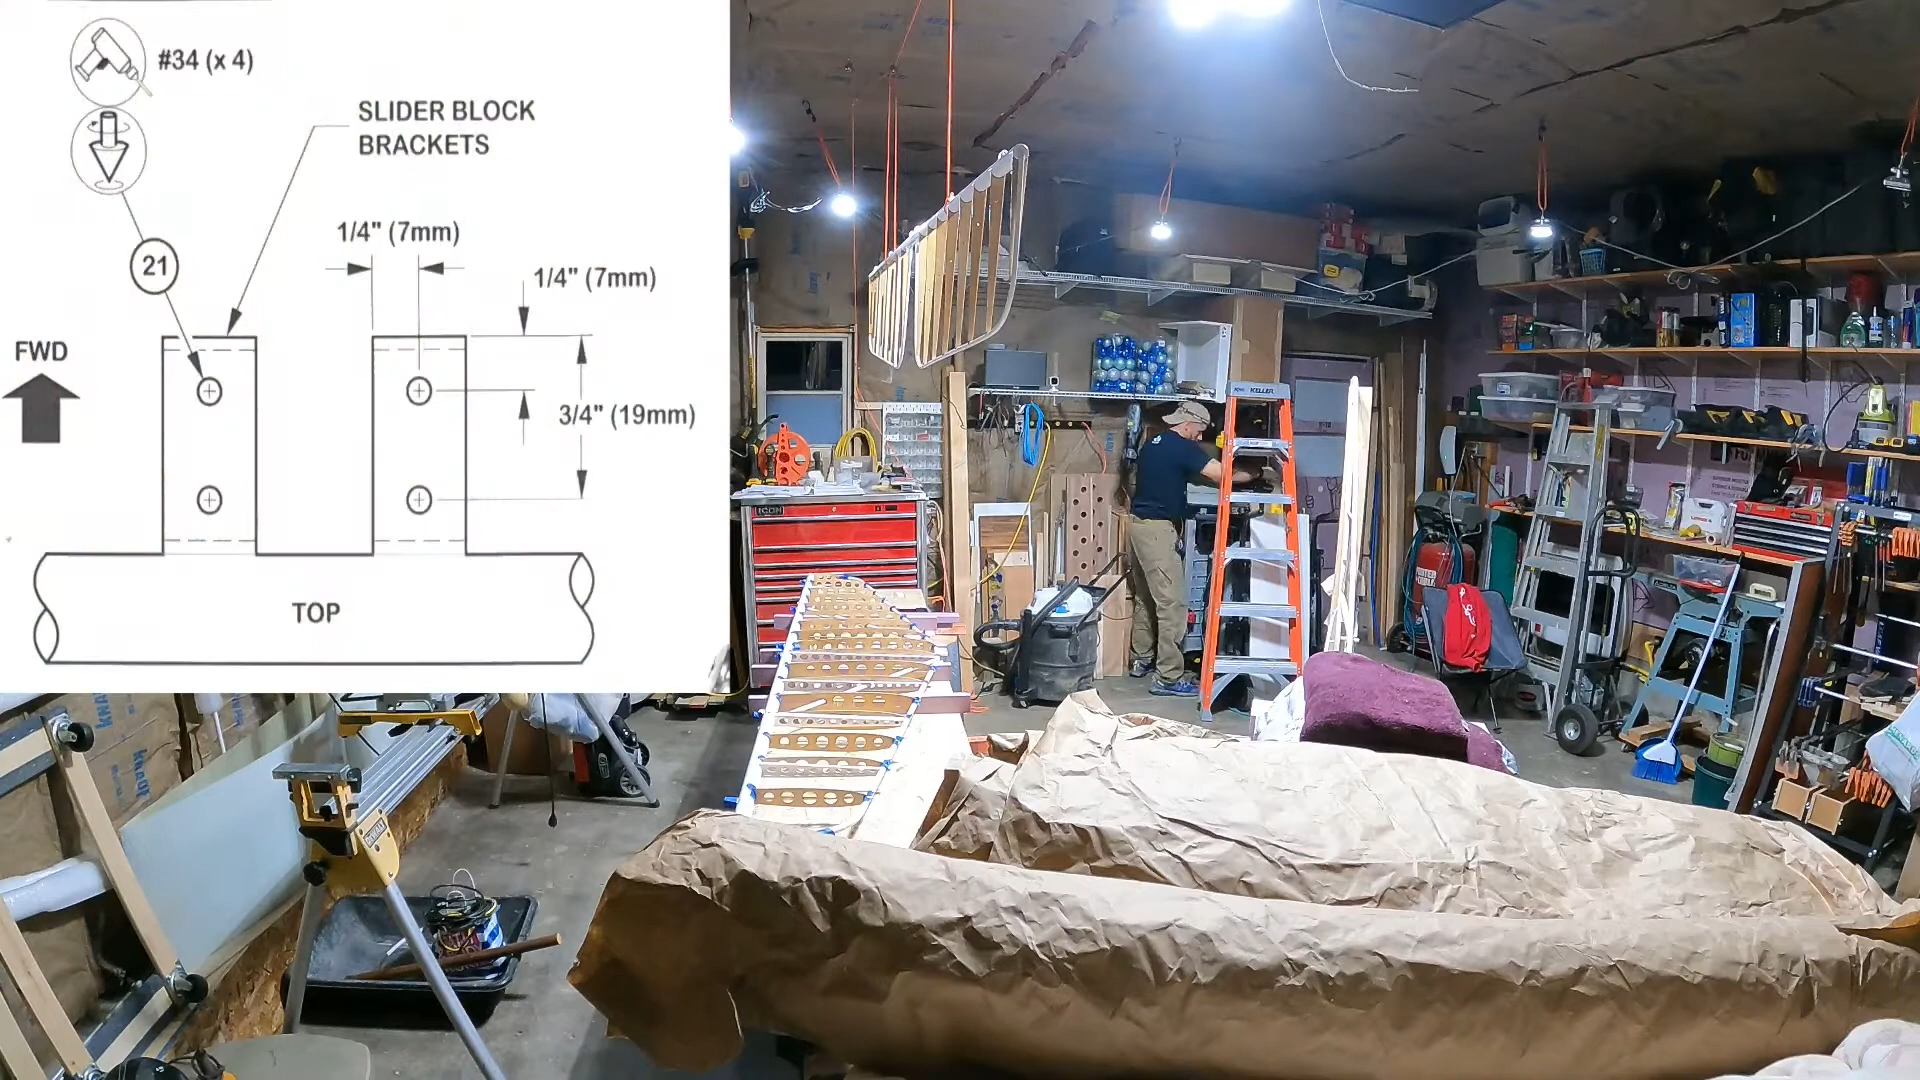 #34 (x 4)
SLIDER BLOCK
BRACKETS
1/4" (7mm)
1/4" (7mm)
21
FWD
3/4" (19mm)
TOP
KELLER
ICON
DEWALT